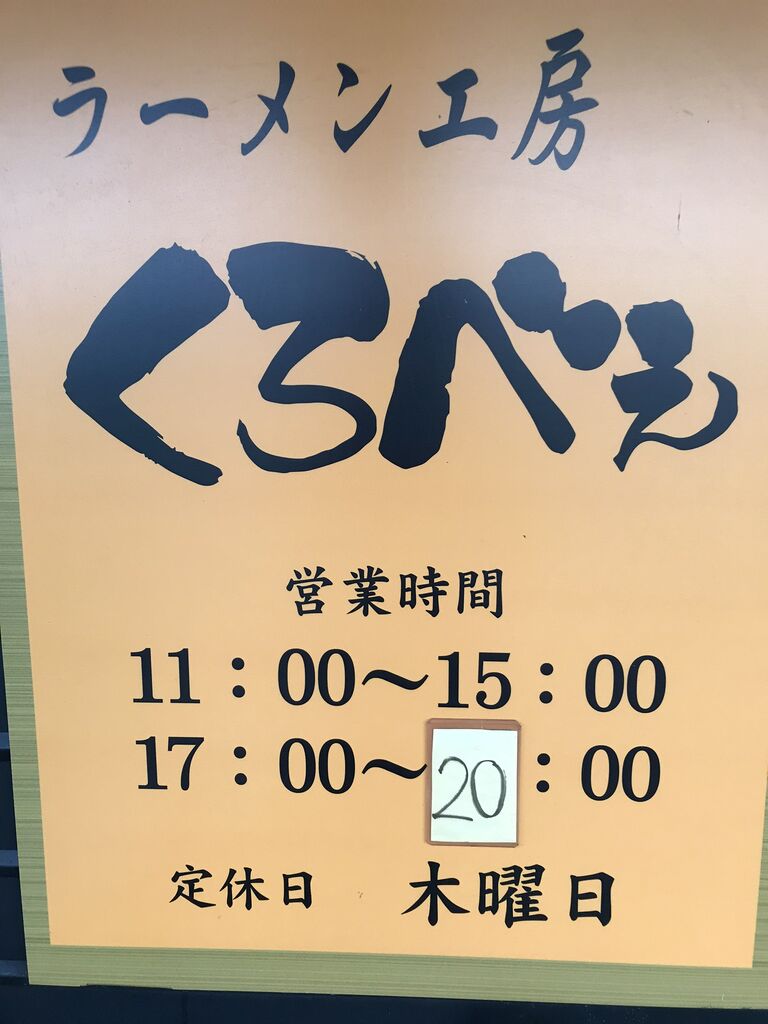 ラーメン工房
くろべえ
営業時間
11:00～15:00
17:00～20:00
定休日 木曜日